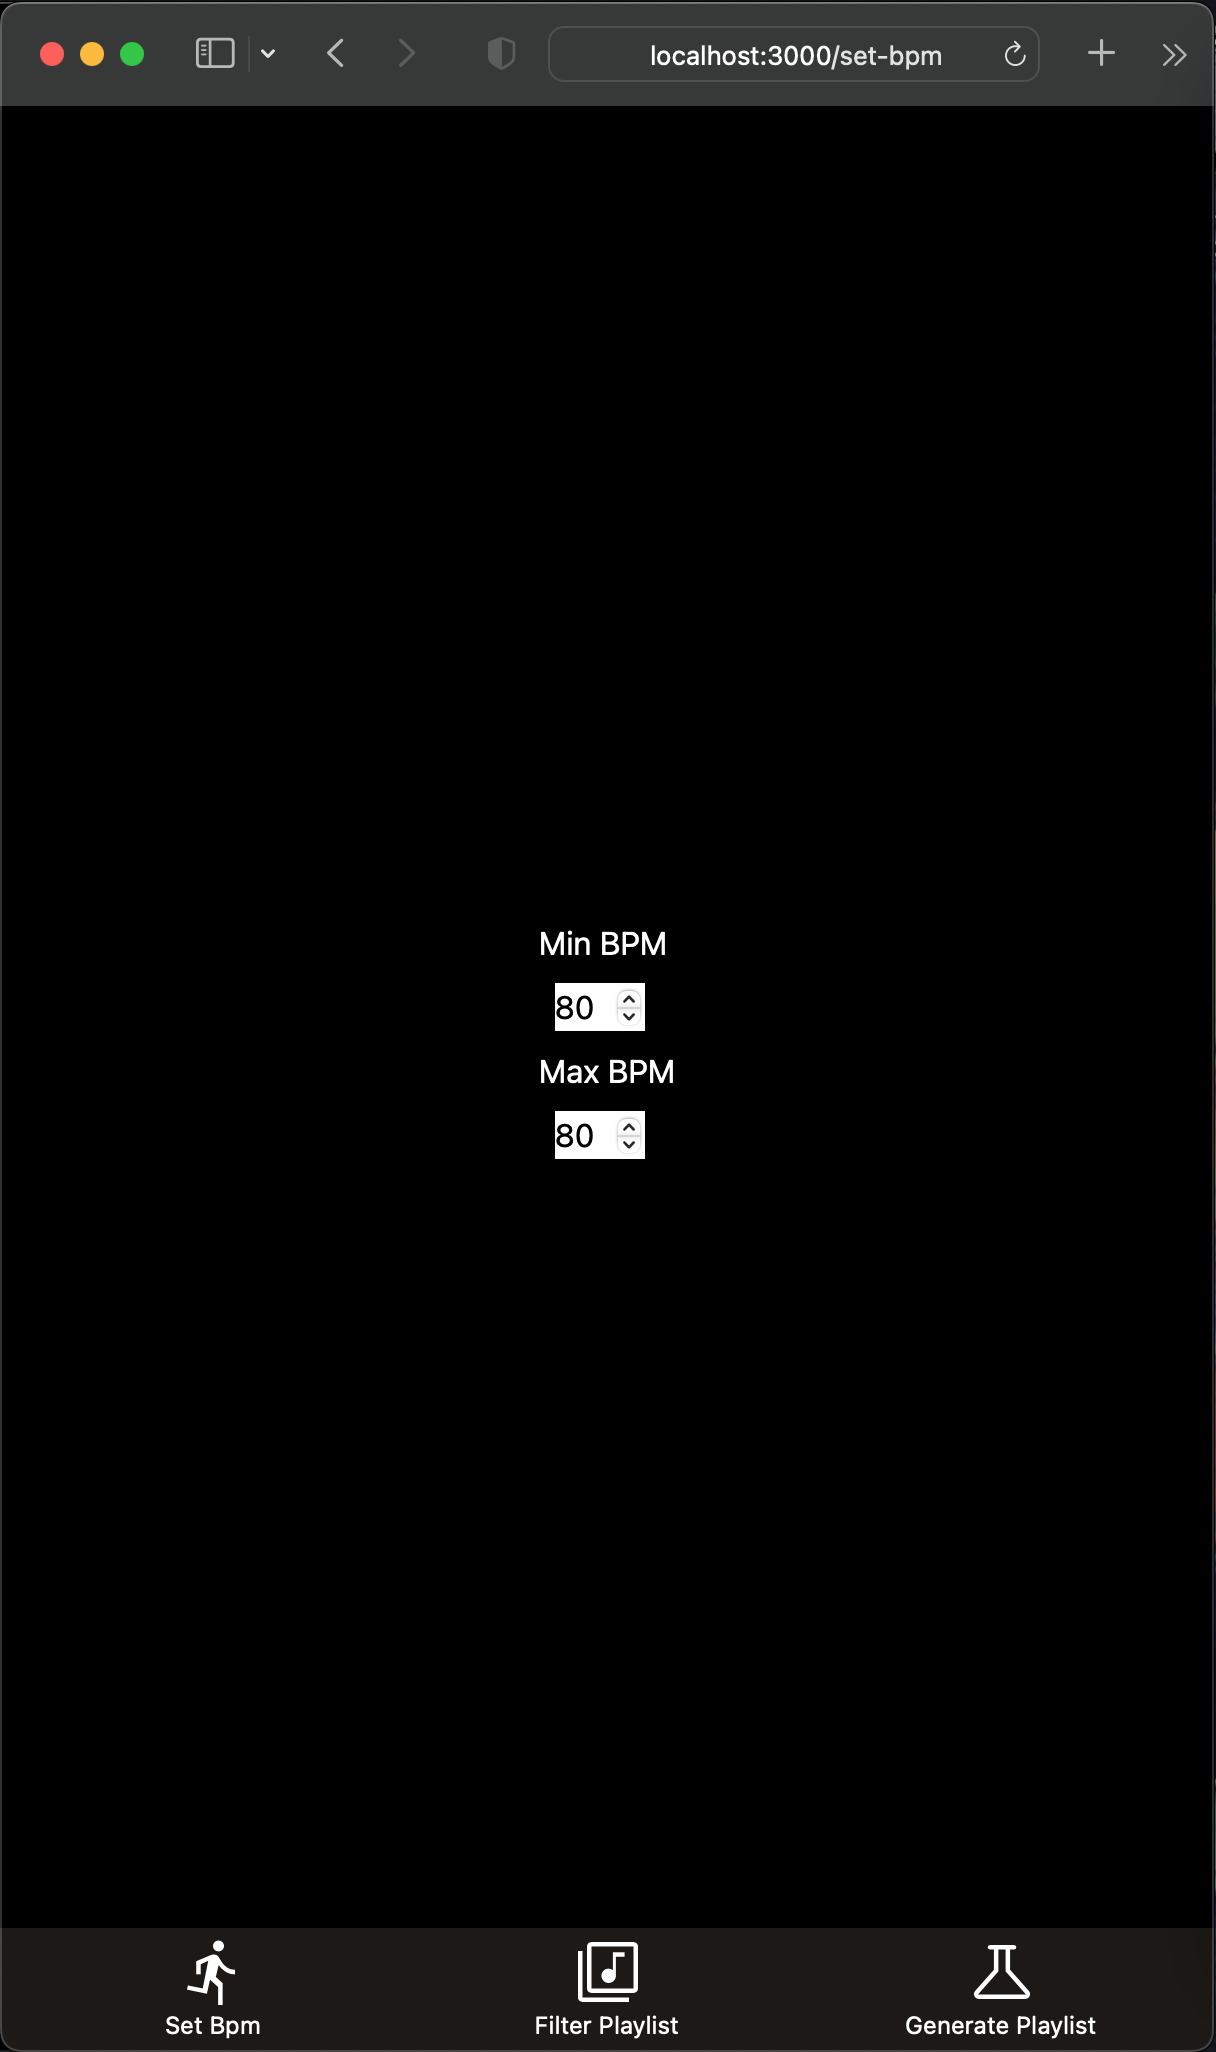 localhost:3000/set-bpm
Min BPM
80
Max BPM
80
Set Bpm
Filter Playlist
Generate Playlist